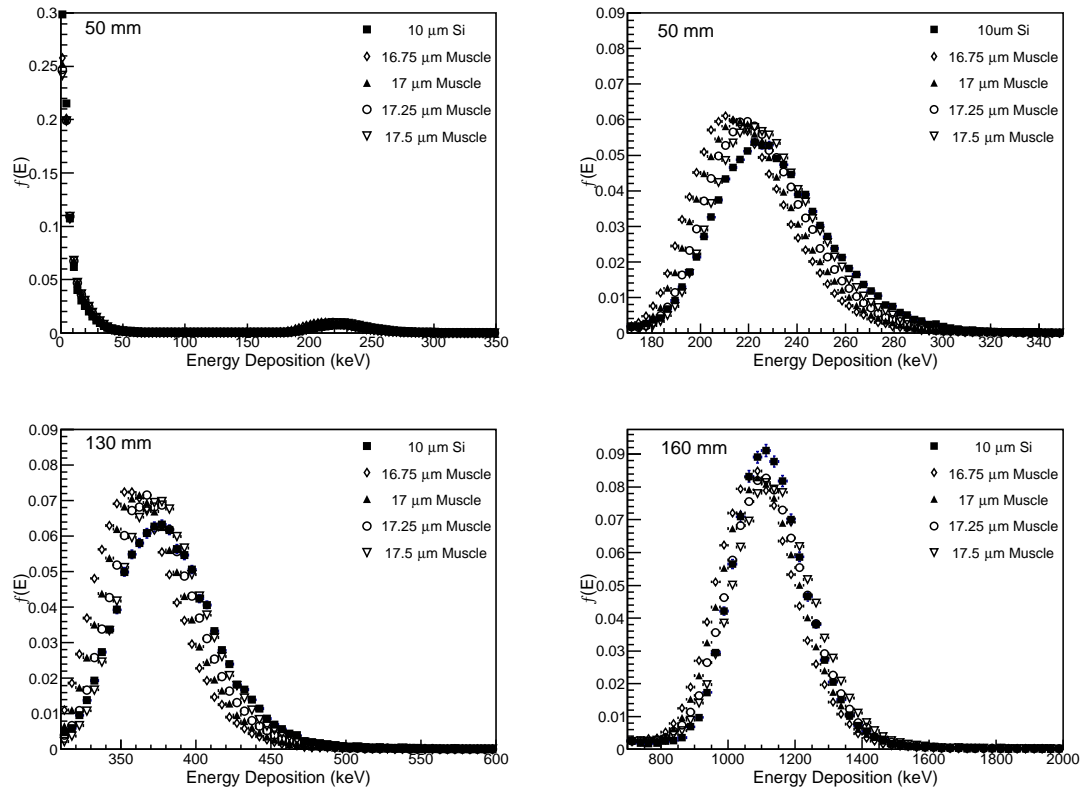 50 mm
10 μm Si
16.75 μm Muscle
17 μm Muscle
17.25 μm Muscle
17.5 μm Muscle
f(E)
0.3
0.25
0.2
0.15
0.1
0.05
0
0 50 100 150 200 250 300 350
Energy Deposition (keV)
50 mm
10um Si
16.75 μm Muscle
17 μm Muscle
17.25 μm Muscle
17.5 μm Muscle
f(E)
0.09
0.08
0.07
0.06
0.05
0.04
0.03
0.02
0.01
0
180 200 220 240 260 280 300 320 340
Energy Deposition (keV)
130 mm
10 μm Si
16.75 μm Muscle
17 μm Muscle
17.25 μm Muscle
17.5 μm Muscle
f(E)
0.09
0.08
0.07
0.06
0.05
0.04
0.03
0.02
0.01
0
350 400 450 500 550 600
Energy Deposition (keV)
160 mm
10 μm Si
16.75 μm Muscle
17 μm Muscle
17.25 μm Muscle
17.5 μm Muscle
f(E)
0.09
0.08
0.07
0.06
0.05
0.04
0.03
0.02
0.01
0
800 1000 1200 1400 1600 1800 2000
Energy Deposition (keV)